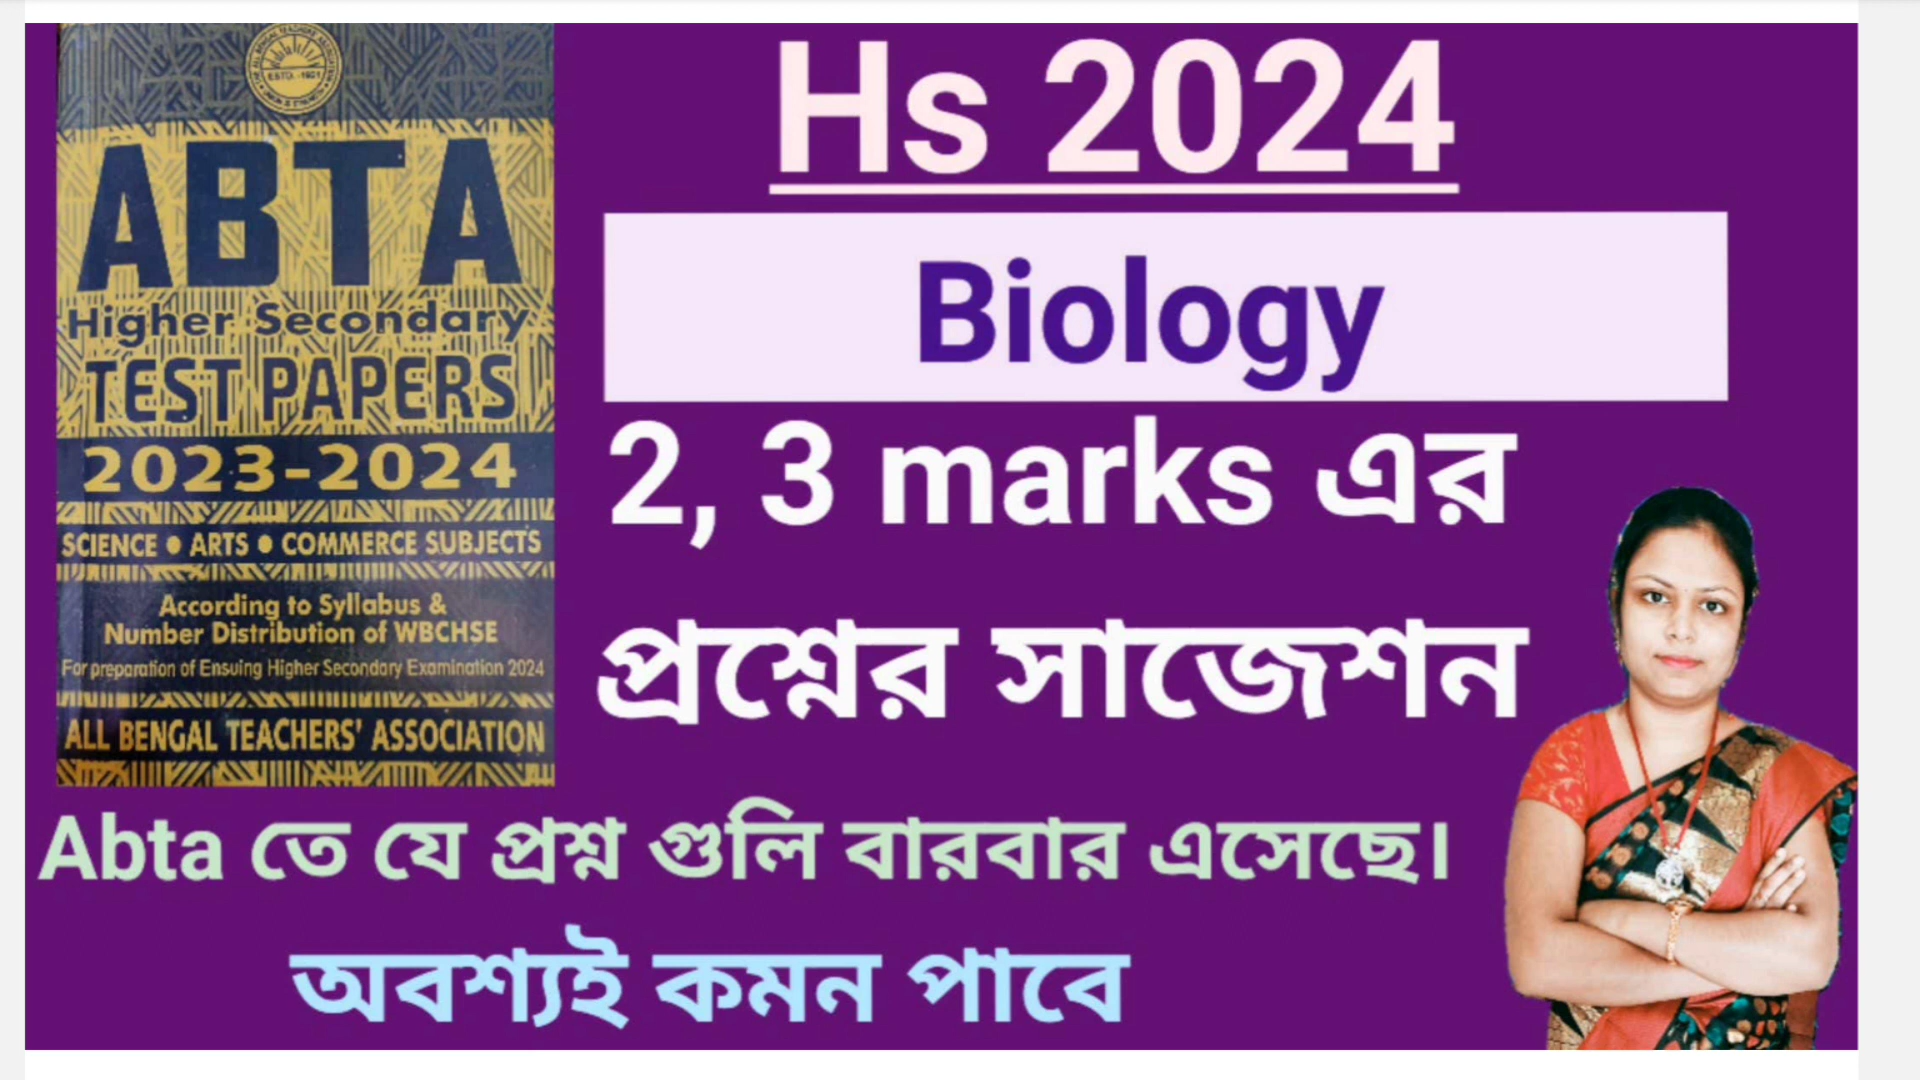 ESTD.-1921
ABTA
Higher Secondary
TEST PAPERS
2023-2024
SCIENCE • ARTS • COMMERCE SUBJECTS
According to Syllabus &
Number Distribution of WBCHSE
For preparation of Ensuing Higher Secondary Examination 2024
ALL BENGAL TEACHERS' ASSOCIATION
Hs 2024
Biology
2, 3 marks এর
প্রশ্নের সাজেশন
Abta তে যে প্রশ্ন গুলি বারবার এসেছে।
অবশ্যই কমন পাবে